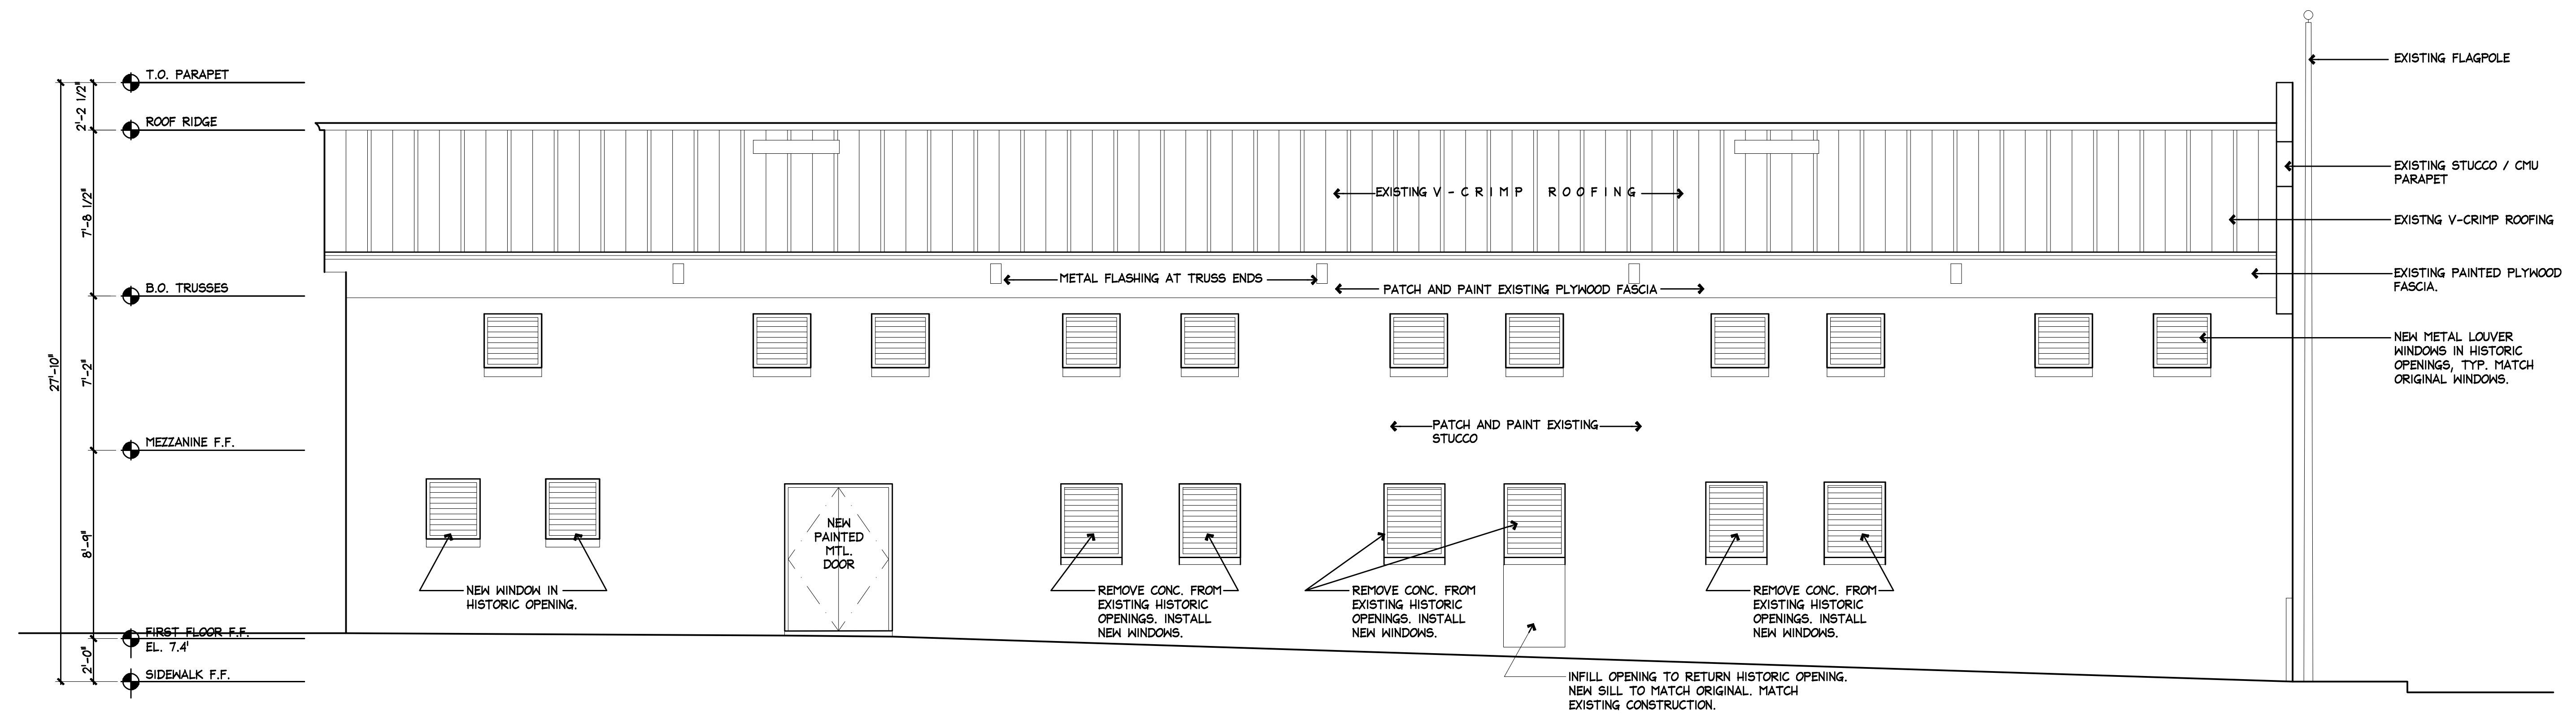 T.O. PARAPET
ROOF RIDGE
B.O. TRUSSES
MEZZANINE F.F.
FIRST FLOOR F.F.
EL. 7.4'
SIDEWALK F.F.
27'-10"
2'-2 1/2"
7'-8 1/2"
7'-2"
8'-9"
2'-0"
EXISTING V-CRIMP ROOFING
METAL FLASHING AT TRUSS ENDS
PATCH AND PAINT EXISTING PLYWOOD FASCIA
PATCH AND PAINT EXISTING
STUCCO
NEW WINDOW IN
HISTORIC OPENING.
NEW
PAINTED
MTL.
DOOR
REMOVE CONC. FROM
EXISTING HISTORIC
OPENINGS. INSTALL
NEW WINDOWS.
REMOVE CONC. FROM
EXISTING HISTORIC
OPENINGS. INSTALL
NEW WINDOWS.
REMOVE CONC. FROM
EXISTING HISTORIC
OPENINGS. INSTALL
NEW WINDOWS.
INFILL OPENING TO RETURN HISTORIC OPENING.
NEW SILL TO MATCH ORIGINAL. MATCH
EXISTING CONSTRUCTION.
EXISTING FLAGPOLE
EXISTING STUCCO / CMU
PARAPET
EXISTNG V-CRIMP ROOFING
EXISTING PAINTED PLYWOOD
FASCIA.
NEW METAL LOUVER
WINDOWS IN HISTORIC
OPENINGS, TYP. MATCH
ORIGINAL WINDOWS.